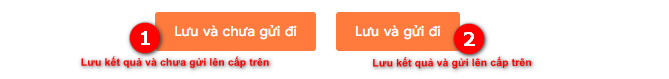 1 Lưu và chưa gửi đi Lưu và gửi đi 2
Lưu kết quả và chưa gửi lên cấp trên Lưu kết quả và gửi lên cấp trên